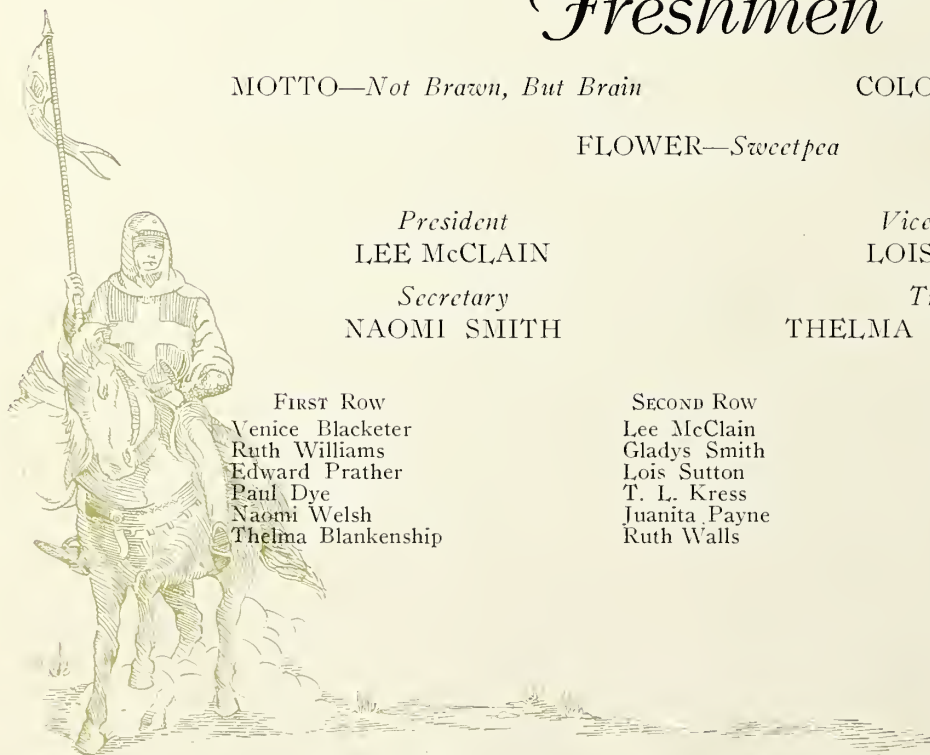 Freshmen
MOTTO—Not Brawn, But Brain
FLOWER—Sweetpea
President
LEE McCLAIN
LOIS
Secretary
NAOMI SMITH
THELMA
FIRST ROW
Venice Blacketer
Ruth Williams
Edward Prather
Paul Dye
Naomi Welsh
Thelma Blankenship
SECOND ROW
Lee McClain
Gladys Smith
Lois Sutton
T. L. Kress
Juanita Payne
Ruth Walls